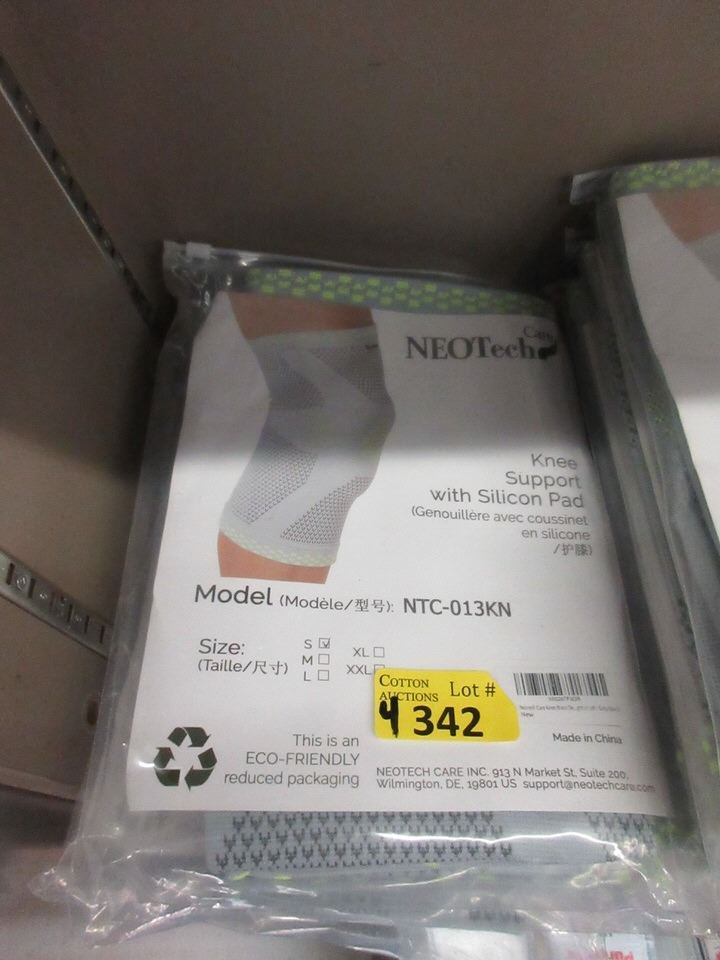 Care
NEOTech
Knee
Support
with Silicon Pad
(Genouillère avec coussinet
en silicone
/护膝)
Model (Modèle/型号): NTC-013KN
Size:
(Taille/尺寸)
S
M
L
XL
XXL
COTTON
AUCTIONS Lot #
4 342
New
Made in China
This is an
ECO-FRIENDLY
reduced packaging
NEOTECH CARE INC. 913 N Market St, Suite 200,
Wilmington, DE, 19801 US support@neotechcare.com